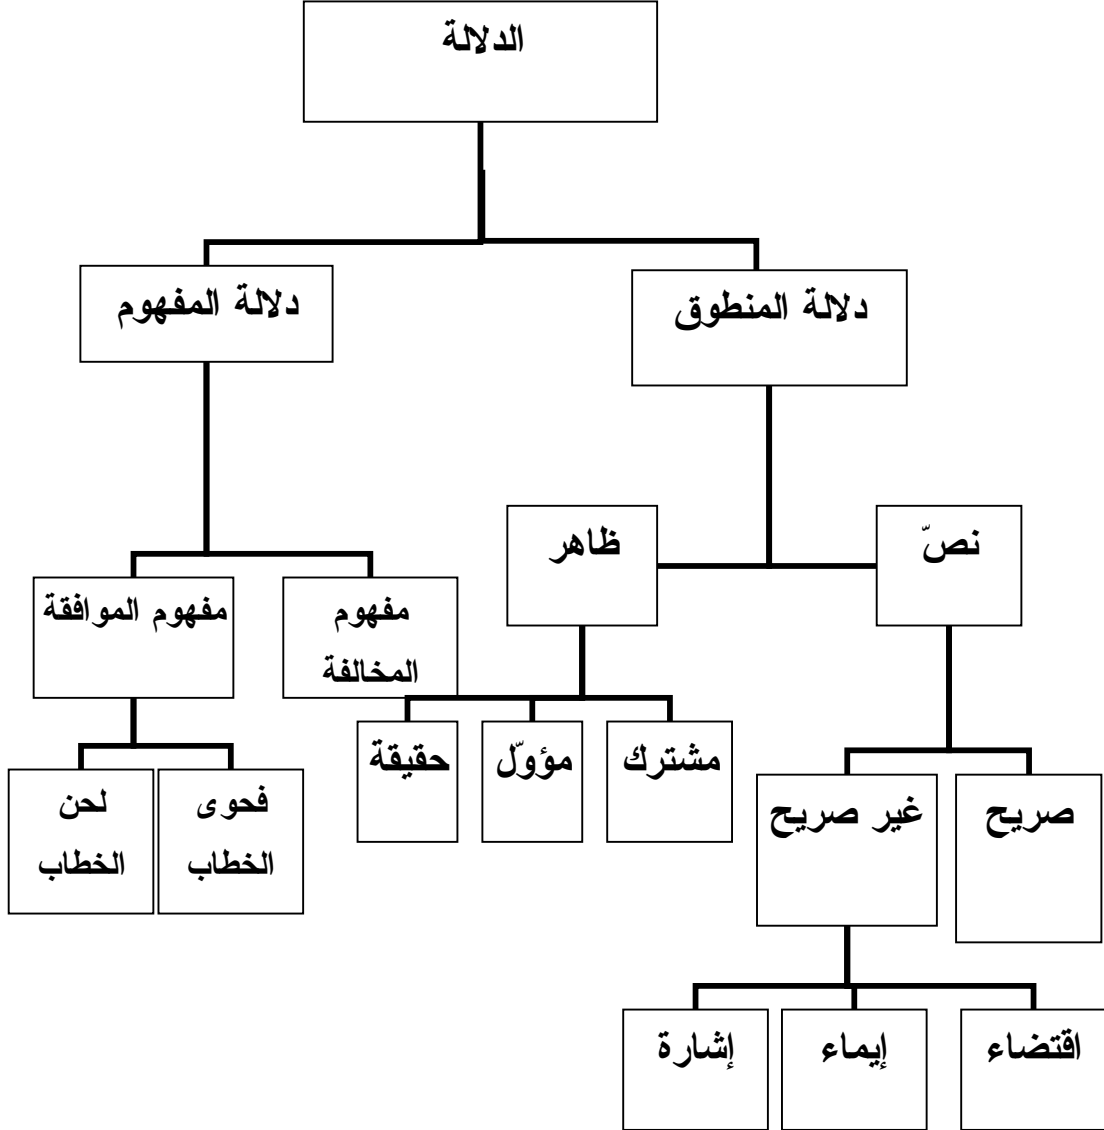 الدلالة
دلالة المنطوق
دلالة المفهوم
نصّ
ظاهر
مفهوم
المخالفة
مفهوم الموافقة
صريح
غير صريح
مشترك
مؤوّل
حقيقة
فحوى
الخطاب
لحن
الخطاب
اقتضاء
إيماء
إشارة